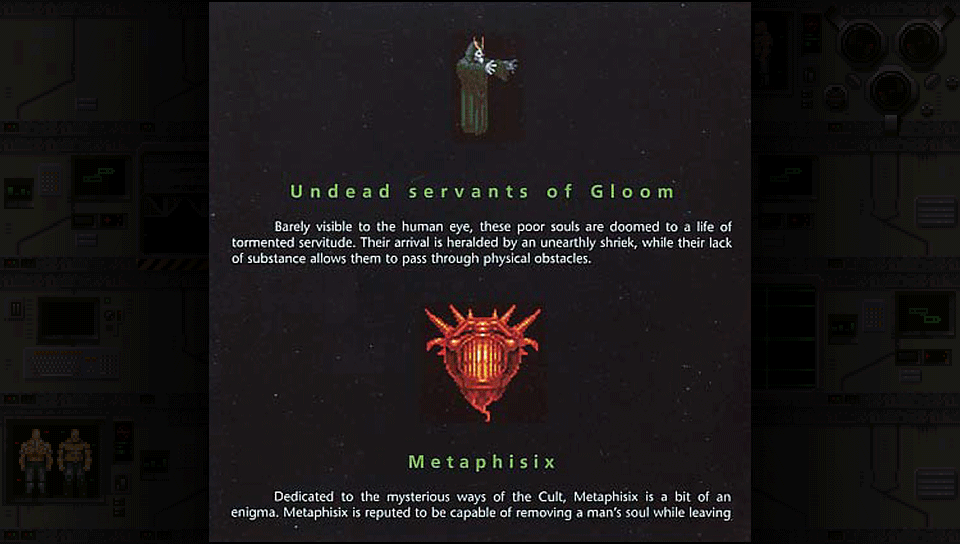 Undead servants of Gloom
Barely visible to the human eye, these poor souls are doomed to a life of
tormented servitude. Their arrival is heralded by an unearthly shriek, while their lack
of substance allows them to pass through physical obstacles.
Metaphisix
Dedicated to the mysterious ways of the Cult, Metaphisix is a bit of an
enigma. Metaphisix is reputed to be capable of removing a man's soul while leaving